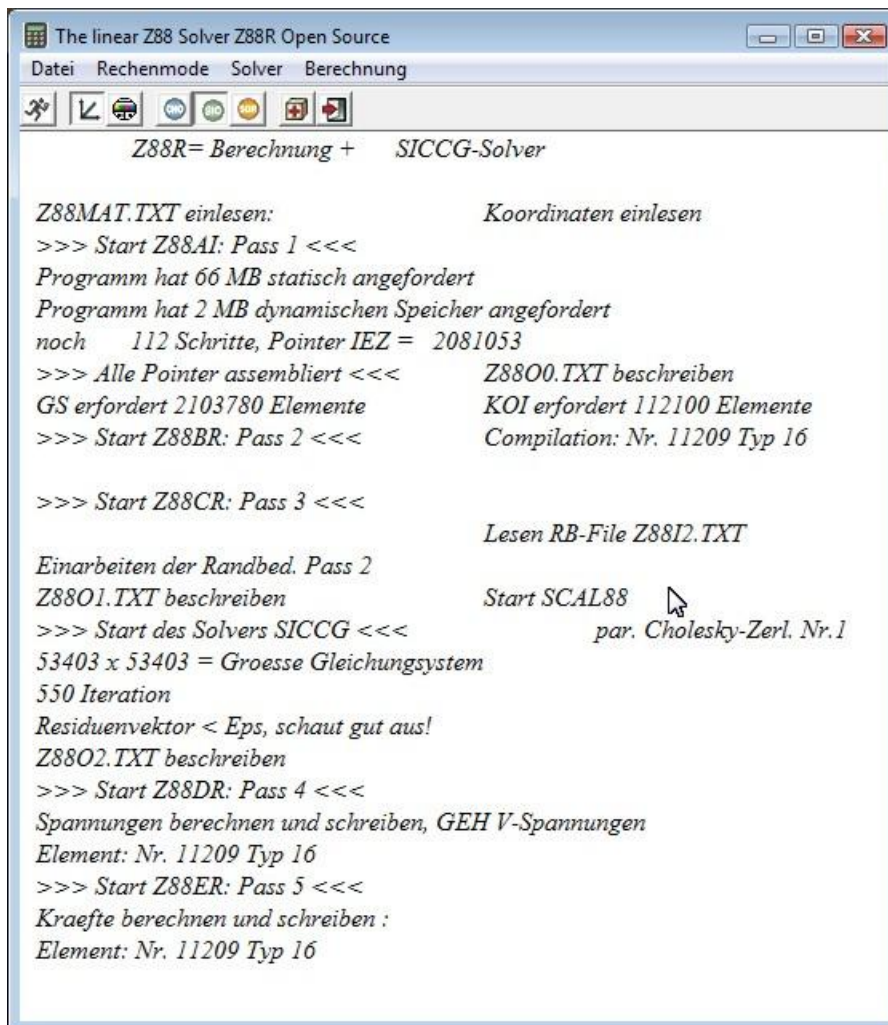 The linear Z88 Solver Z88R Open Source
Datei Rechenmode Solver Berechnung
CHO SIC SOR
Z88R= Berechnung + SICCG-Solver
Z88MAT.TXT einlesen: Koordinaten einlesen
>>> Start Z88AI: Pass 1 <<<
Programm hat 66 MB statisch angefordert
Programm hat 2 MB dynamischen Speicher angefordert
noch 112 Schritte, Pointer IEZ = 2081053
>>> Alle Pointer assembliert <<< Z88O0.TXT beschreiben
GS erfordert 2103780 Elemente KOI erfordert 112100 Elemente
>>> Start Z88BR: Pass 2 <<< Compilation: Nr. 11209 Typ 16
>>> Start Z88CR: Pass 3 <<<
Lesen RB-File Z88I2.TXT
Einarbeiten der Randbed. Pass 2
Z88O1.TXT beschreiben Start SCAL88
>>> Start des Solvers SICCG <<< par. Cholesky-Zerl. Nr.1
53403 x 53403 = Groesse Gleichungsystem
550 Iteration
Residuenvektor < Eps, schaut gut aus!
Z88O2.TXT beschreiben
>>> Start Z88DR: Pass 4 <<<
Spannungen berechnen und schreiben, GEH V-Spannungen
Element: Nr. 11209 Typ 16
>>> Start Z88ER: Pass 5 <<<
Kraefte berechnen und schreiben :
Element: Nr. 11209 Typ 16